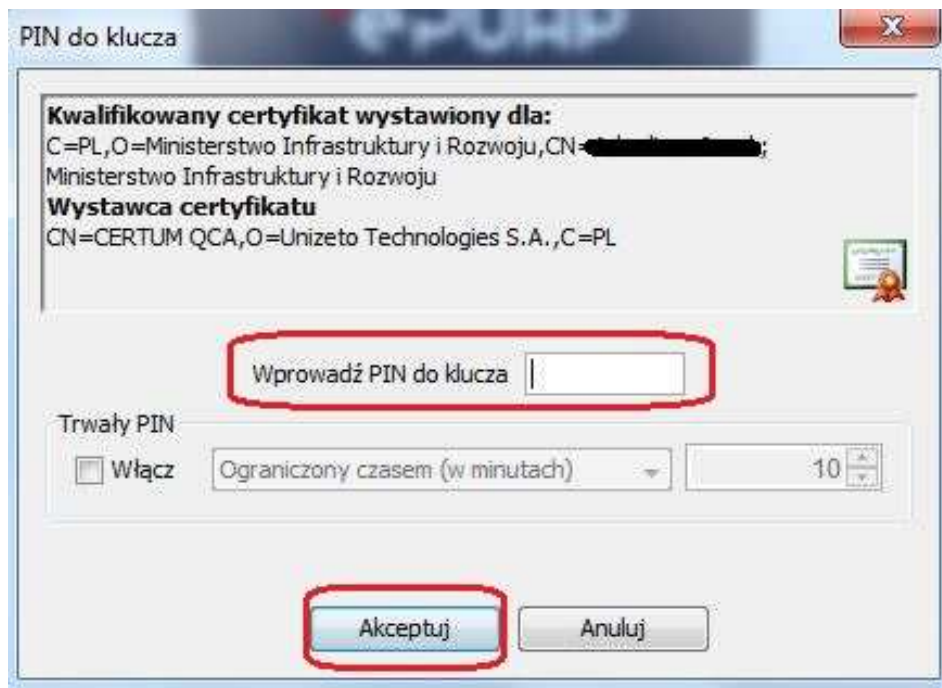 PIN do klucza
ePUAP
Kwalifikowany certyfikat wystawiony dla:
C=PL,O=Ministerstwo Infrastruktury i Rozwoju,CN= ;
Ministerstwo Infrastruktury i Rozwoju
Wystawca certyfikatu
CN=CERTUM QCA,O=Unizeto Technologies S.A.,C=PL
Wprowadź PIN do klucza
Trwały PIN
Włącz Ograniczony czasem (w minutach) 10
Akceptuj Anuluj